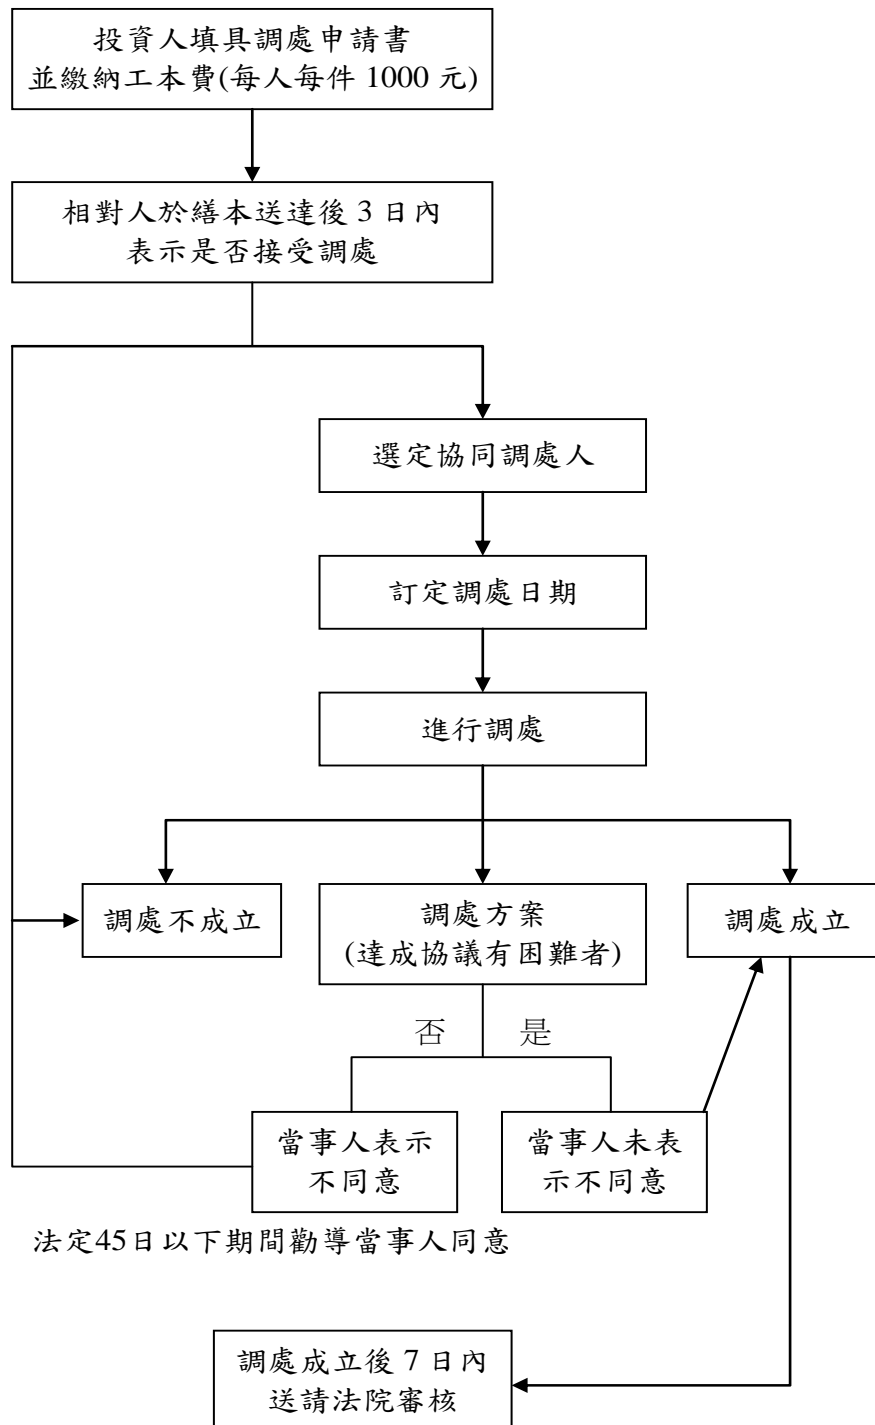 投資人填具調處申請書
並繳納工本費(每人每件 1000 元)
相對人於繕本送達後 3 日內
表示是否接受調處
選定協同調處人
訂定調處日期
進行調處
調處不成立
調處方案
(達成協議有困難者)
調處成立
否
是
當事人表示
不同意
當事人未表
示不同意
法定45日以下期間勸導當事人同意
調處成立後 7 日內
送請法院審核